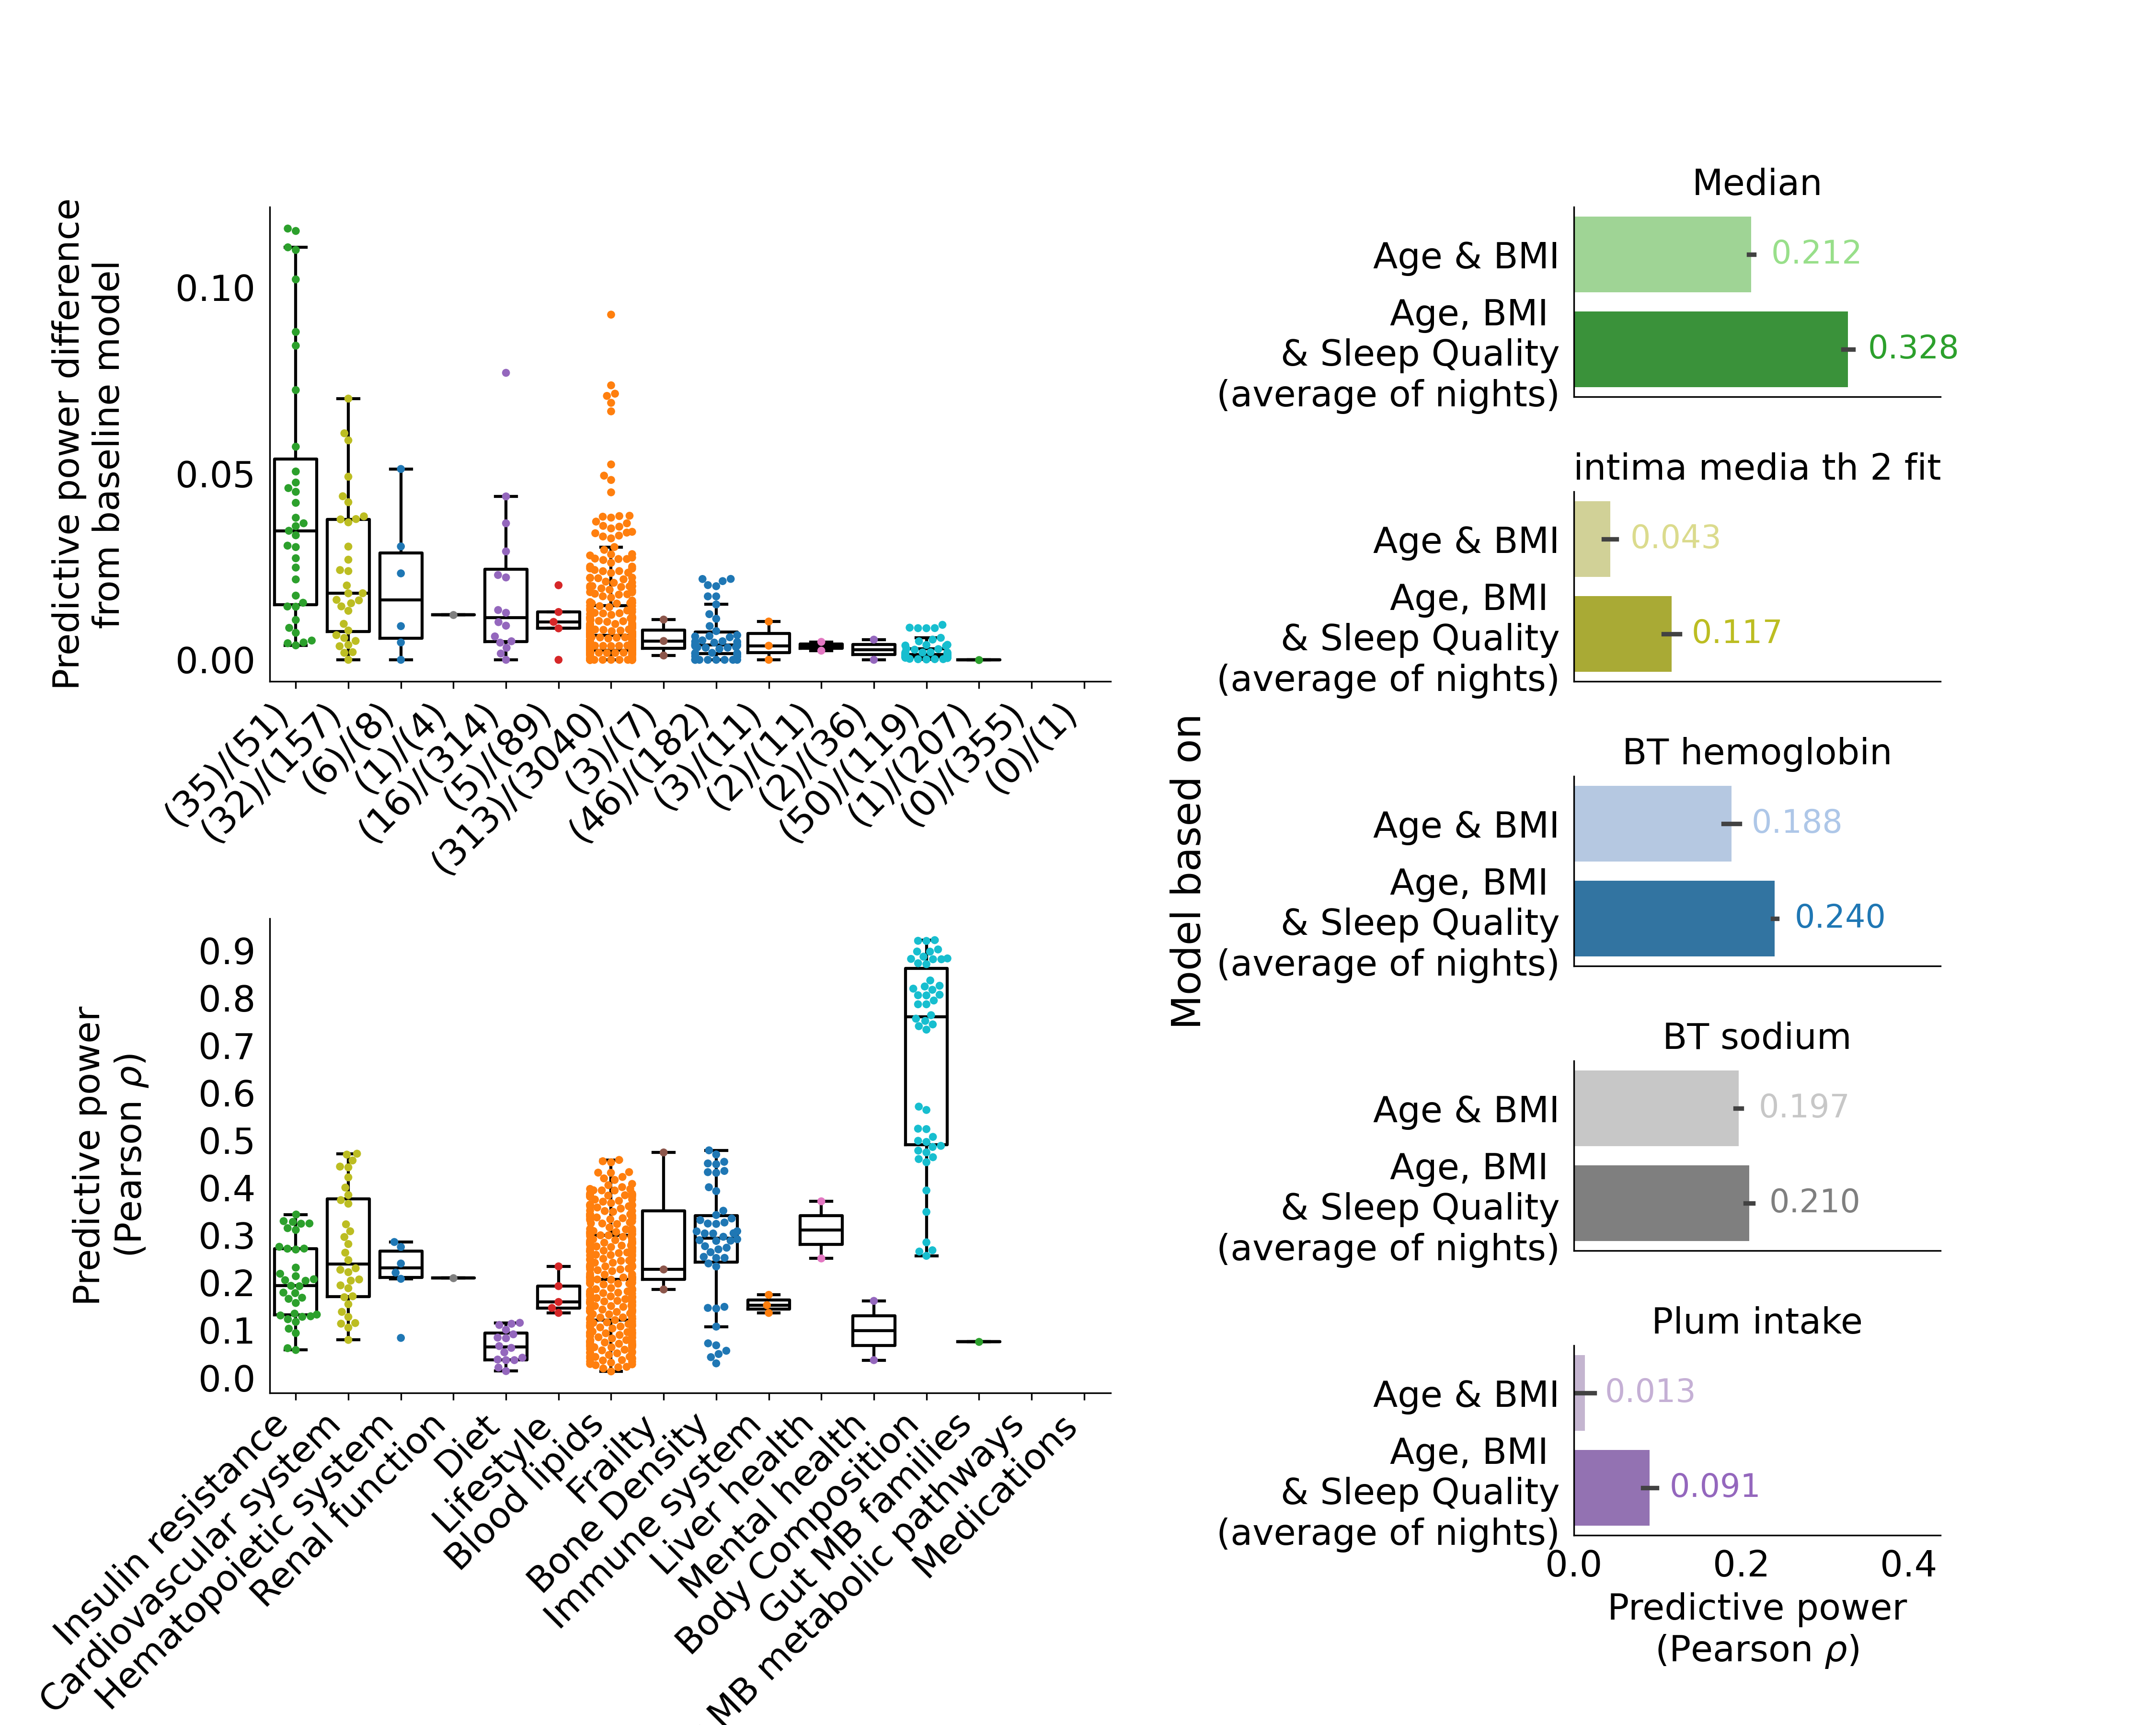 Predictive power difference
from baseline model
0.10
0.05
0.00
(35)/(51)
(32)/(157)
(6)/(8)
(1)/(4)
(16)/(314)
(5)/(89)
(313)/(3040)
(3)/(7)
(46)/(182)
(3)/(11)
(2)/(11)
(2)/(36)
(50)/(119)
(1)/(207)
(0)/(355)
(0)/(1)
Predictive power
(Pearson ρ)
0.9
0.8
0.7
0.6
0.5
0.4
0.3
0.2
0.1
0.0
Insulin resistance
Cardiovascular system
Hematopoietic system
Renal function
Diet
Lifestyle
Blood lipids
Frailty
Bone Density
Immune system
Liver health
Mental health
Body Composition
Gut MB families
MB metabolic pathways
Medications
Model based on
Median
Age & BMI
0.212
Age, BMI
& Sleep Quality
(average of nights)
0.328
intima media th 2 fit
Age & BMI
0.043
Age, BMI
& Sleep Quality
(average of nights)
0.117
BT hemoglobin
Age & BMI
0.188
Age, BMI
& Sleep Quality
(average of nights)
0.240
BT sodium
Age & BMI
0.197
Age, BMI
& Sleep Quality
(average of nights)
0.210
Plum intake
Age & BMI
0.013
Age, BMI
& Sleep Quality
(average of nights)
0.091
0.0 0.2 0.4
Predictive power
(Pearson ρ)